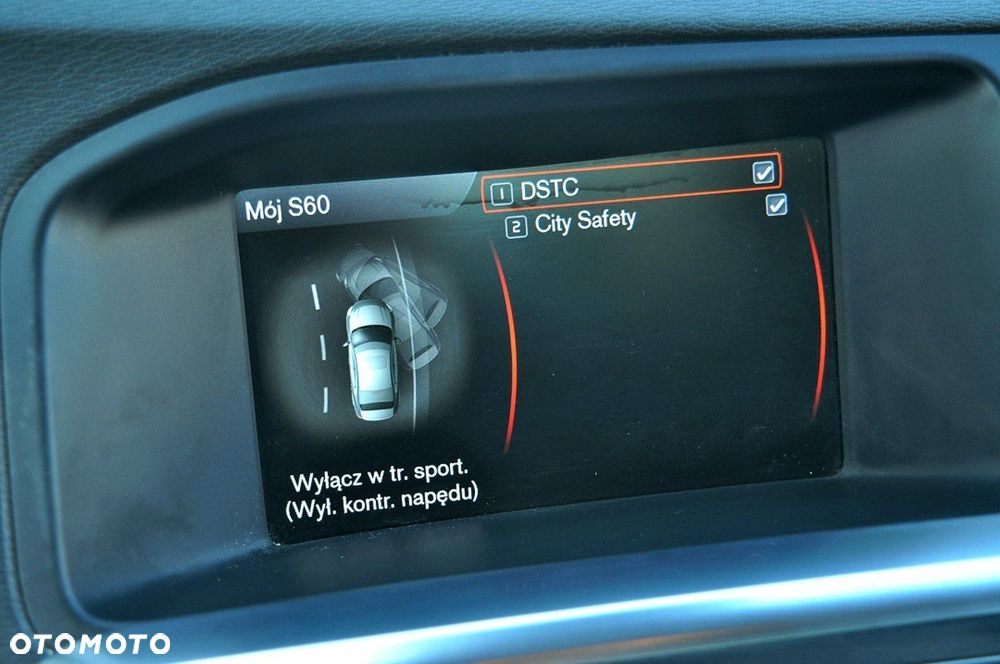 Mój S60
1 DSTC
2 City Safety
Wyłącz w tr. sport.
(Wył. kontr. napędu)
OTOMOTO